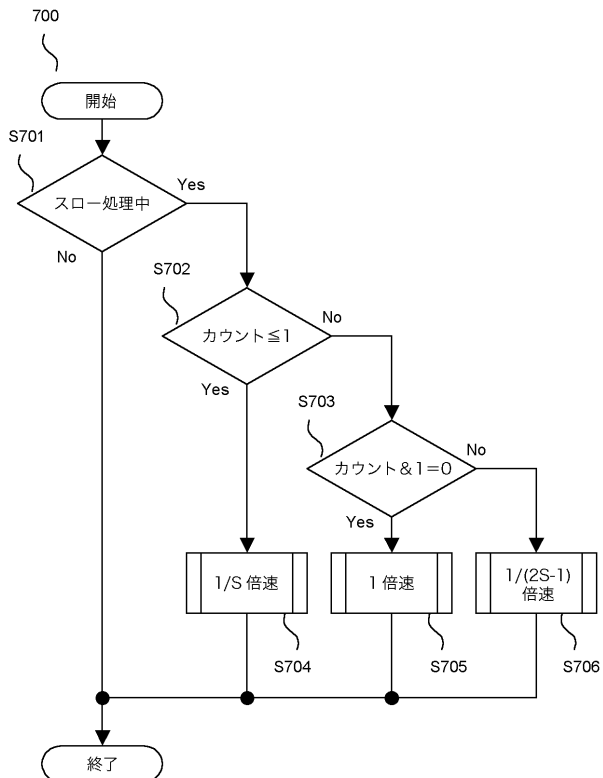 700
開始
S701
スロー処理中
Yes
No
S702
カウント≦1
No
Yes
S703
カウント＆1＝0
No
Yes
1/S 倍速
1 倍速
1/(2S-1)
倍速
S704
S705
S706
終了